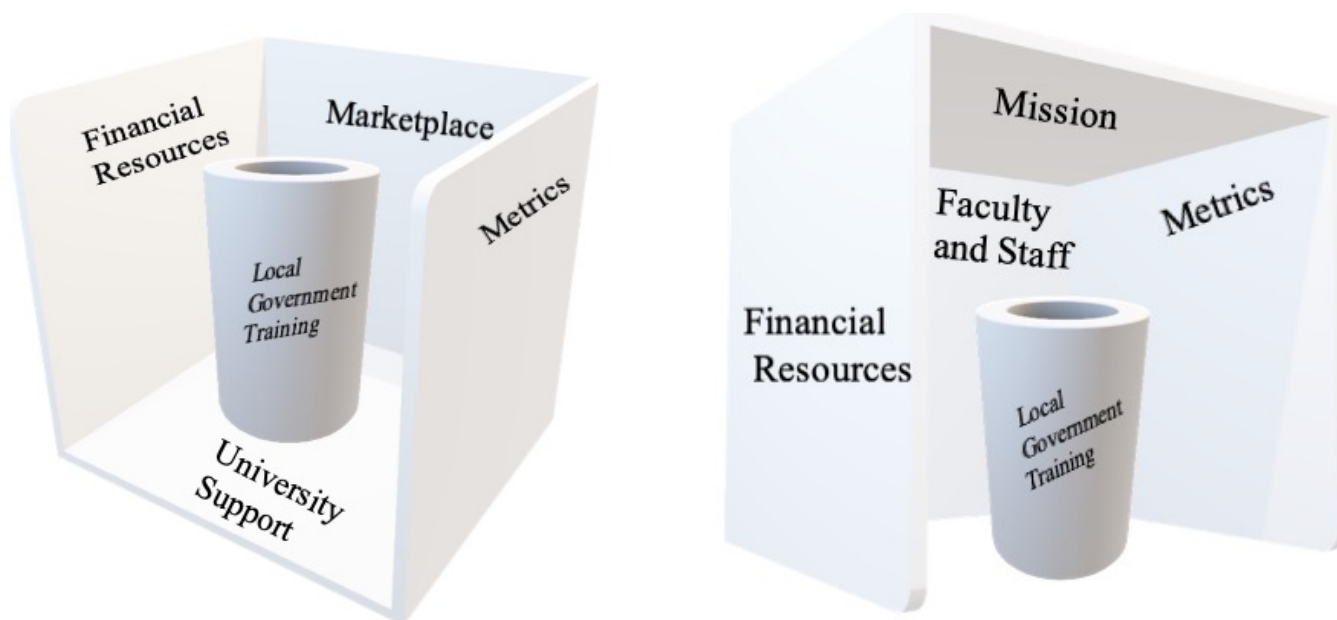 Financial
Resources
Marketplace
Metrics
Local
Government
Training
University
Support
Mission
Faculty
and Staff
Metrics
Financial
Resources
Local
Government
Training